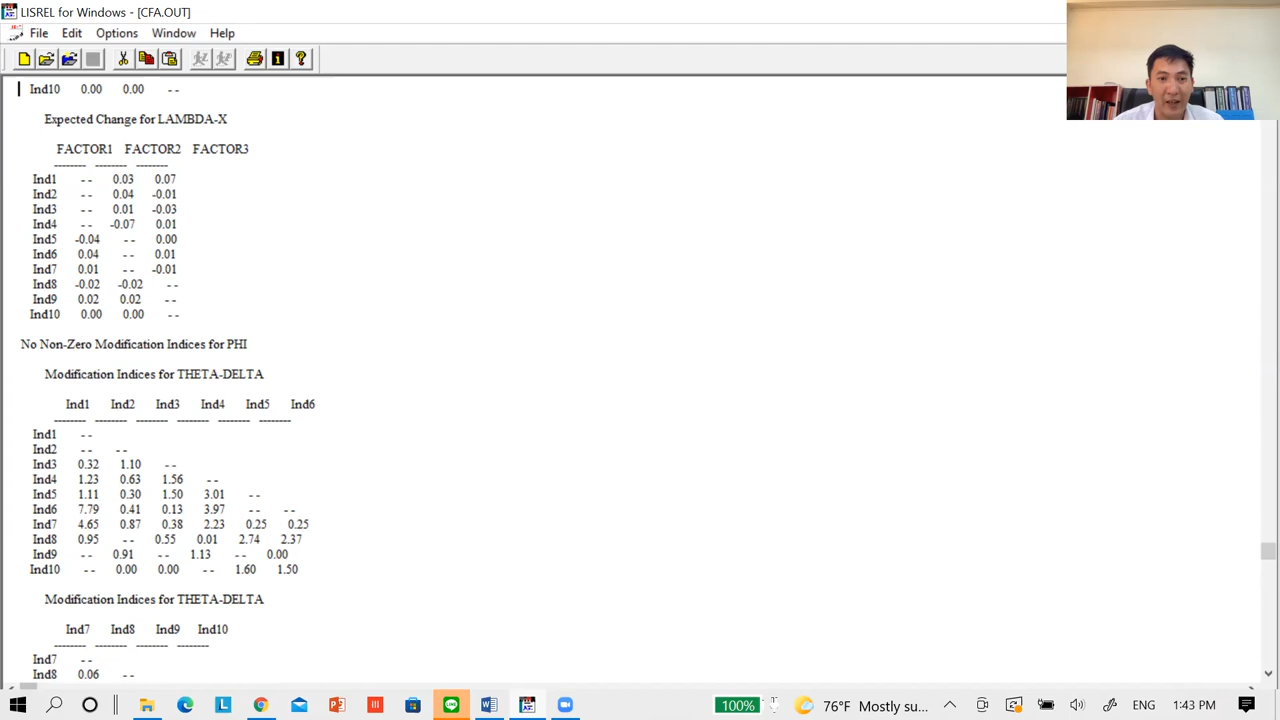 LISREL for Windows - [CFA.OUT]
File Edit Options Window Help
Ind10 0.00 0.00 - -
Expected Change for LAMBDA-X
FACTOR1 FACTOR2 FACTOR3
-------- -------- --------
Ind1 - - 0.03 0.07
Ind2 - - 0.04 -0.01
Ind3 - - 0.01 -0.03
Ind4 - - -0.07 0.01
Ind5 -0.04 - - 0.00
Ind6 0.04 - - 0.01
Ind7 0.01 - - -0.01
Ind8 -0.02 -0.02 - -
Ind9 0.02 0.02 - -
Ind10 0.00 0.00 - -
No Non-Zero Modification Indices for PHI
Modification Indices for THETA-DELTA
Ind1 Ind2 Ind3 Ind4 Ind5 Ind6
-------- -------- -------- -------- -------- --------
Ind1 - -
Ind2 - - - -
Ind3 0.32 1.10 - -
Ind4 1.23 0.63 1.56 - -
Ind5 1.11 0.30 1.50 3.01 - -
Ind6 7.79 0.41 0.13 3.97 - - - -
Ind7 4.65 0.87 0.38 2.23 0.25 0.25
Ind8 0.95 - - 0.55 0.01 2.74 2.37
Ind9 - - 0.91 - - 1.13 - - 0.00
Ind10 - - 0.00 0.00 - - 1.60 1.50
Modification Indices for THETA-DELTA
Ind7 Ind8 Ind9 Ind10
-------- -------- -------- --------
Ind7 - -
Ind8 0.06 - -
100% 76°F Mostly su... ENG 1:43 PM